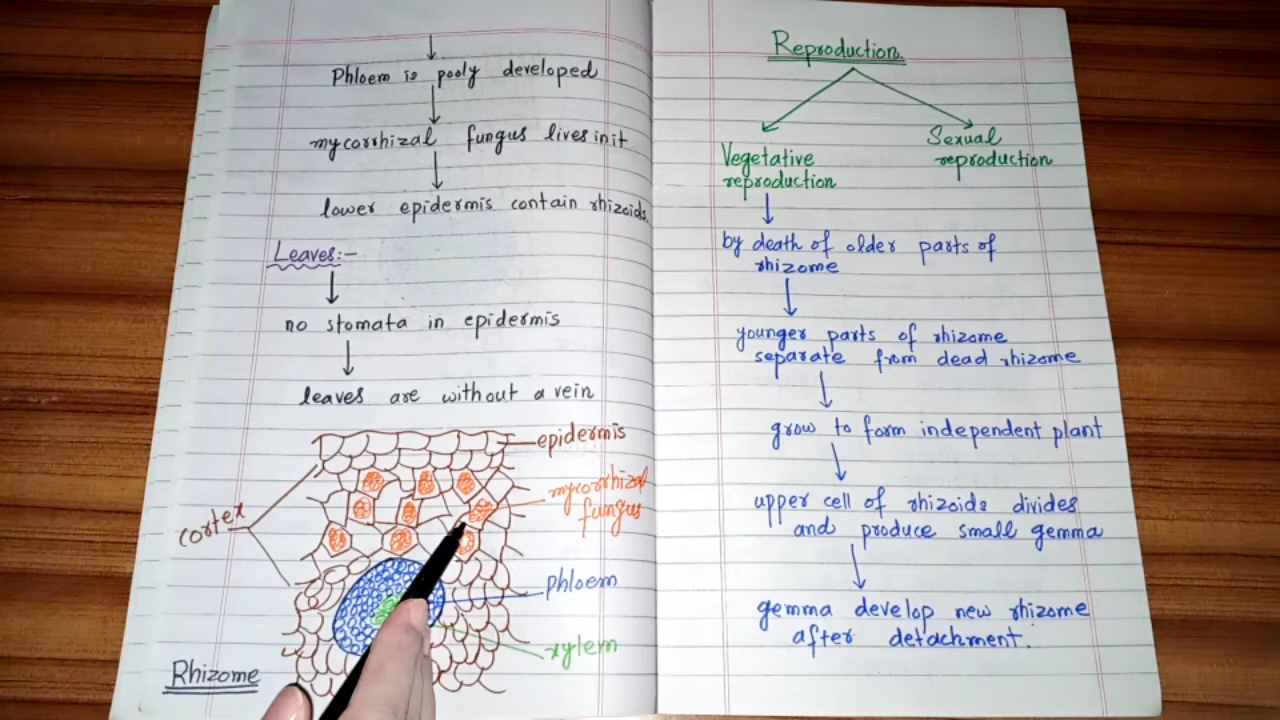 Phloem is pooly developed
mycorrhizal fungus lives in it
lower epidermis contain rhizoids.
Leaves:-
no stomata in epidermis
leaves are without a vein
epidermis
mycorrhizal
fungus
cortex
phloem
xylem
Rhizome
Reproduction.
Vegetative
reproduction
Sexual
reproduction
by death of older parts of
rhizome
younger parts of rhizome
separate from dead rhizome
grow to form independent plant
upper cell of rhizoids divides
and produce small gemma
gemma develop new rhizome
after detachment.